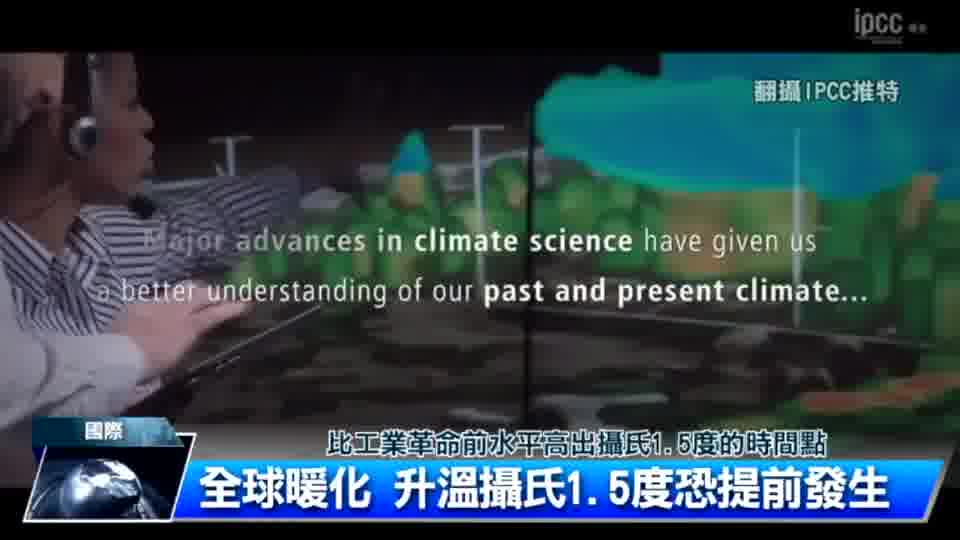 ipcc
翻攝IPCC推特
Major advances in climate science have given us
a better understanding of our past and present climate...
國際
比工業革命前水平高出攝氏1.5度的時間點
全球暖化 升溫攝氏1.5度恐提前發生